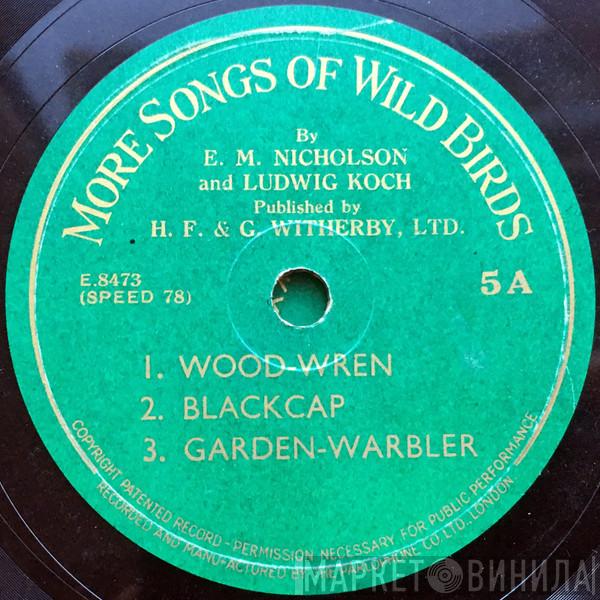 MORE SONGS OF WILD BIRDS
By
E. M. NICHOLSON
and LUDWIG KOCH
Published by
H. F. & G. WITHERBY, LTD.
E.8473
(SPEED 78)
5A
1. WOOD-WREN
2. BLACKCAP
3. GARDEN-WARBLER
COPYRIGHT PATENTED RECORD - PERMISSION NECESSARY FOR PUBLIC PERFORMANCE
RECORDED AND MANUFACTURED BY THE PARLOPHONE CO. LTD., LONDON
МАРКЕТ ВИНИЛА